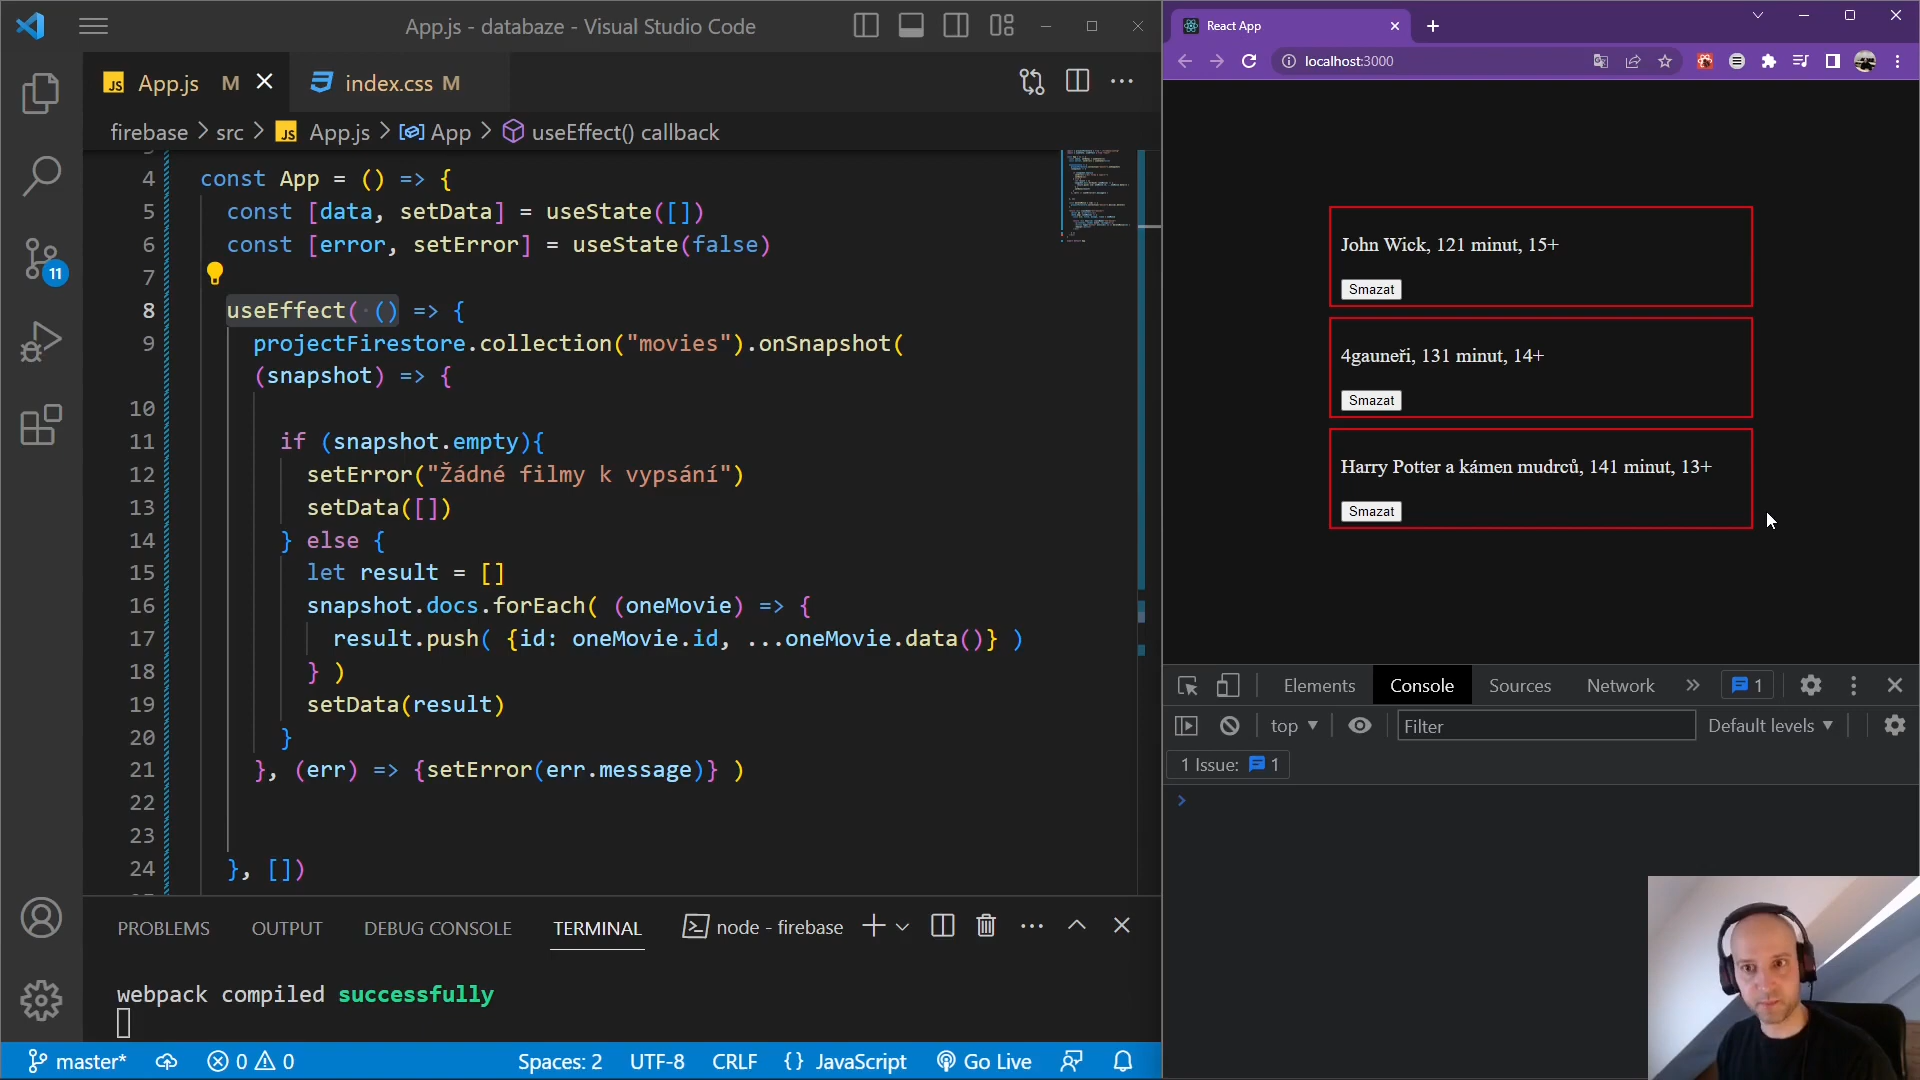 App.js - databaze - Visual Studio Code
JS App.js M
index.css M
firebase > src > JS App.js > App > useEffect() callback
3
4 const App = () => {
5 const [data, setData] = useState([])
6 const [error, setError] = useState(false)
7
8 useEffect( () => {
9 projectFirestore.collection("movies").onSnapshot(
(snapshot) => {
10
11 if (snapshot.empty){
12 setError("Žádné filmy k vypsání")
13 setData([])
14 } else {
15 let result = []
16 snapshot.docs.forEach( (oneMovie) => {
17 result.push( {id: oneMovie.id, ...oneMovie.data()} )
18 } )
19 setData(result)
20 }
21 }, (err) => {setError(err.message)} )
22
23
24 }, [])
11
PROBLEMS
OUTPUT
DEBUG CONSOLE
TERMINAL
node - firebase
webpack compiled successfully
master*
0
0
Spaces: 2
UTF-8
CRLF
{ } JavaScript
Go Live
React App
localhost:3000
John Wick, 121 minut, 15+
Smazat
4gauneři, 131 minut, 14+
Smazat
Harry Potter a kámen mudrců, 141 minut, 13+
Smazat
Elements
Console
Sources
Network
1
top
Filter
Default levels
1 Issue: 1